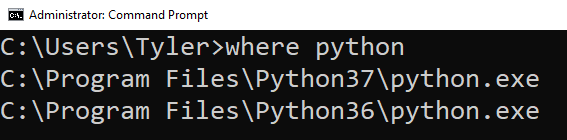 Administrator: Command Prompt
C:\Users\Tyler>where python
C:\Program Files\Python37\python.exe
C:\Program Files\Python36\python.exe